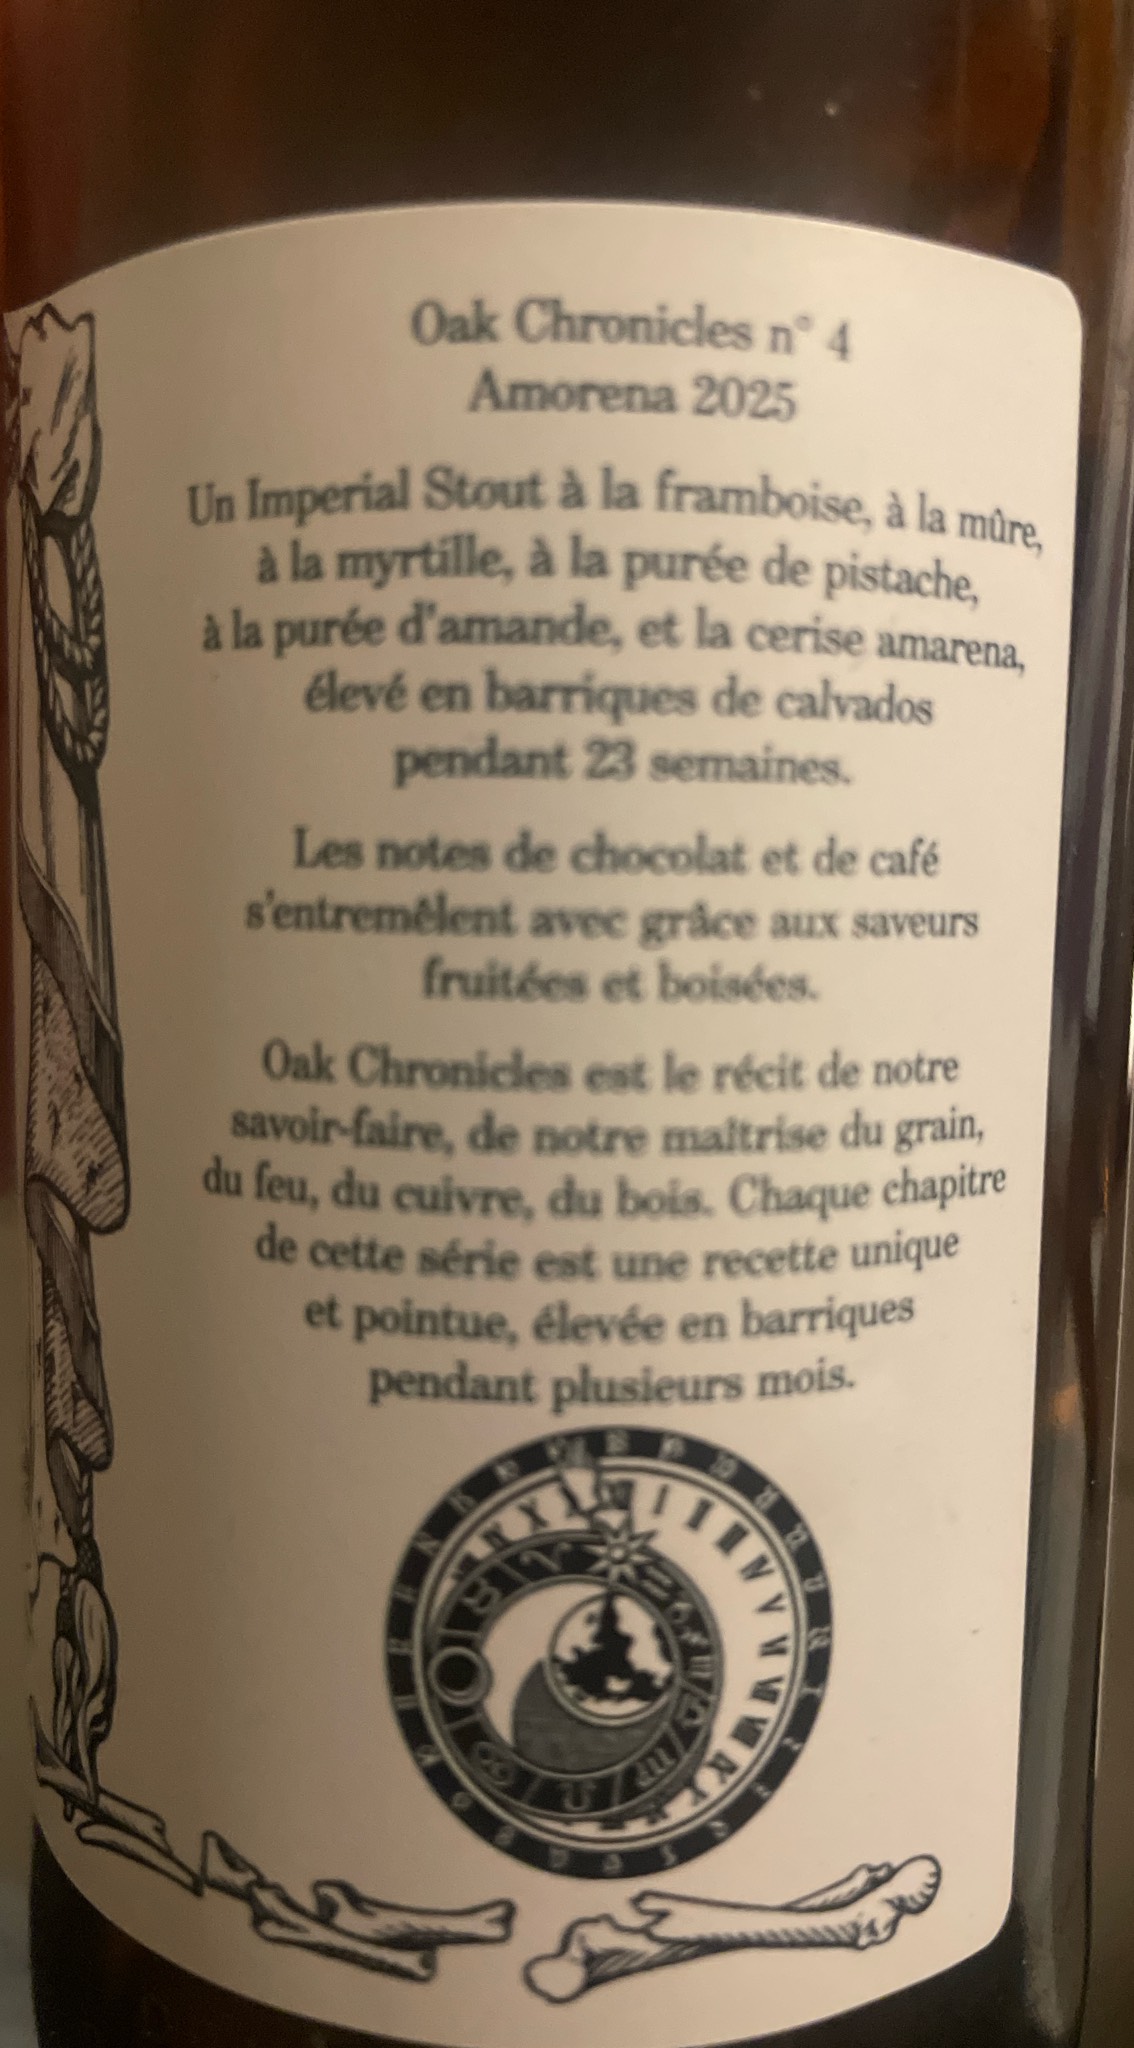 Oak Chronicles n° 4
Amorena 2025
Un Imperial Stout à la framboise, à la mûre,
à la myrtille, à la purée de pistache,
à la purée d'amande, et la cerise amarena,
élevé en barriques de calvados
pendant 23 semaines.
Les notes de chocolat et de café
s'entremêlent avec grâce aux saveurs
fruitées et boisées.
Oak Chronicles est le récit de notre
savoir-faire, de notre maîtrise du grain,
du feu, du cuivre, du bois. Chaque chapitre
de cette série est une recette unique
et pointue, élevée en barriques
pendant plusieurs mois.